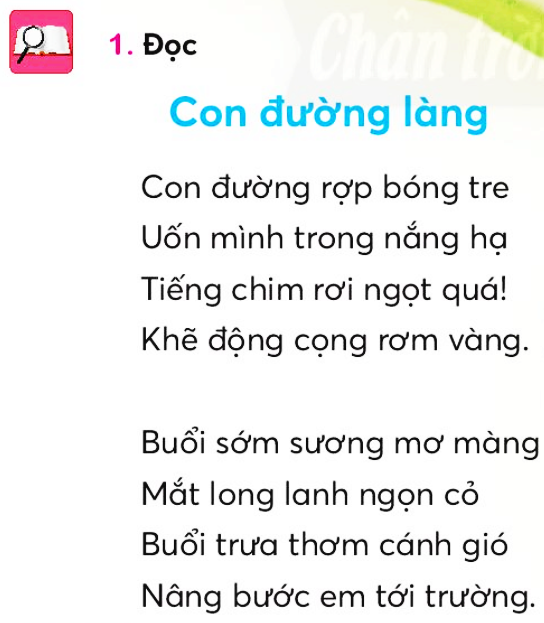 Chân trời
1. Đọc
Con đường làng
Con đường rợp bóng tre
Uốn mình trong nắng hạ
Tiếng chim rơi ngọt quá!
Khẽ động cọng rơm vàng.
Buổi sớm sương mơ màng
Mắt long lanh ngọn cỏ
Buổi trưa thơm cánh gió
Nâng bước em tới trường.